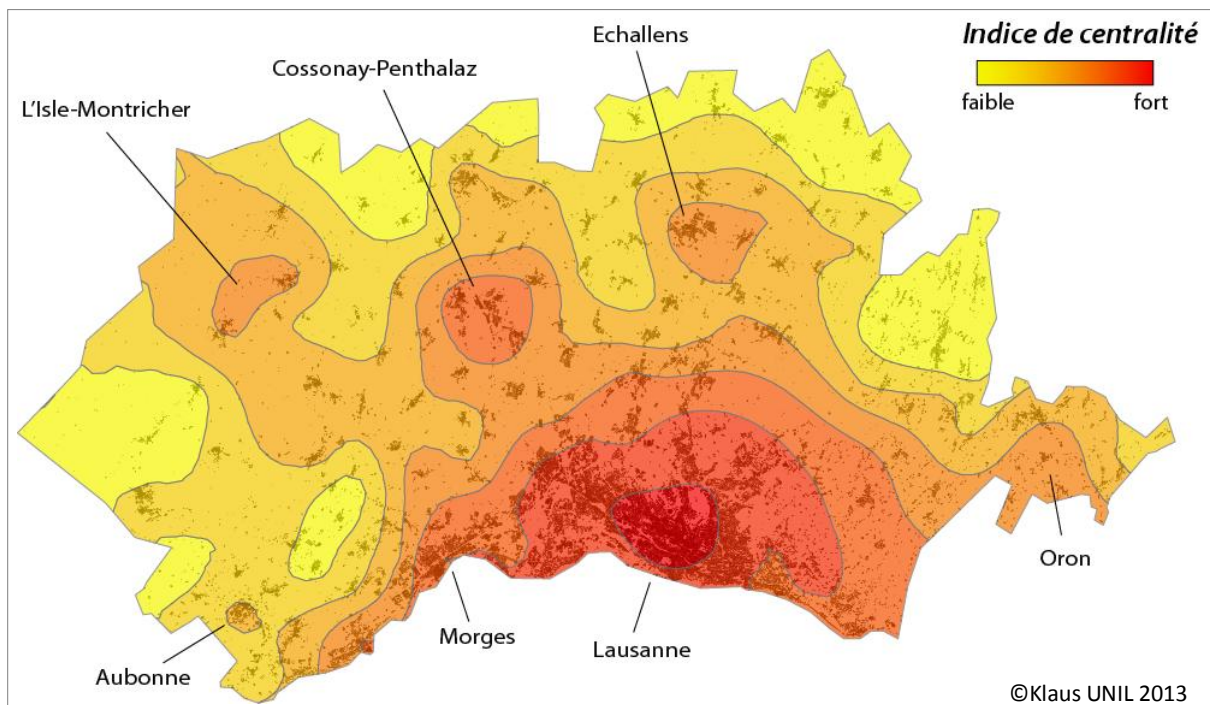 Indice de centralité
faible fort
Echallens
Cossonay-Penthalaz
L'Isle-Montricher
Oron
Morges
Lausanne
Aubonne
©Klaus UNIL 2013